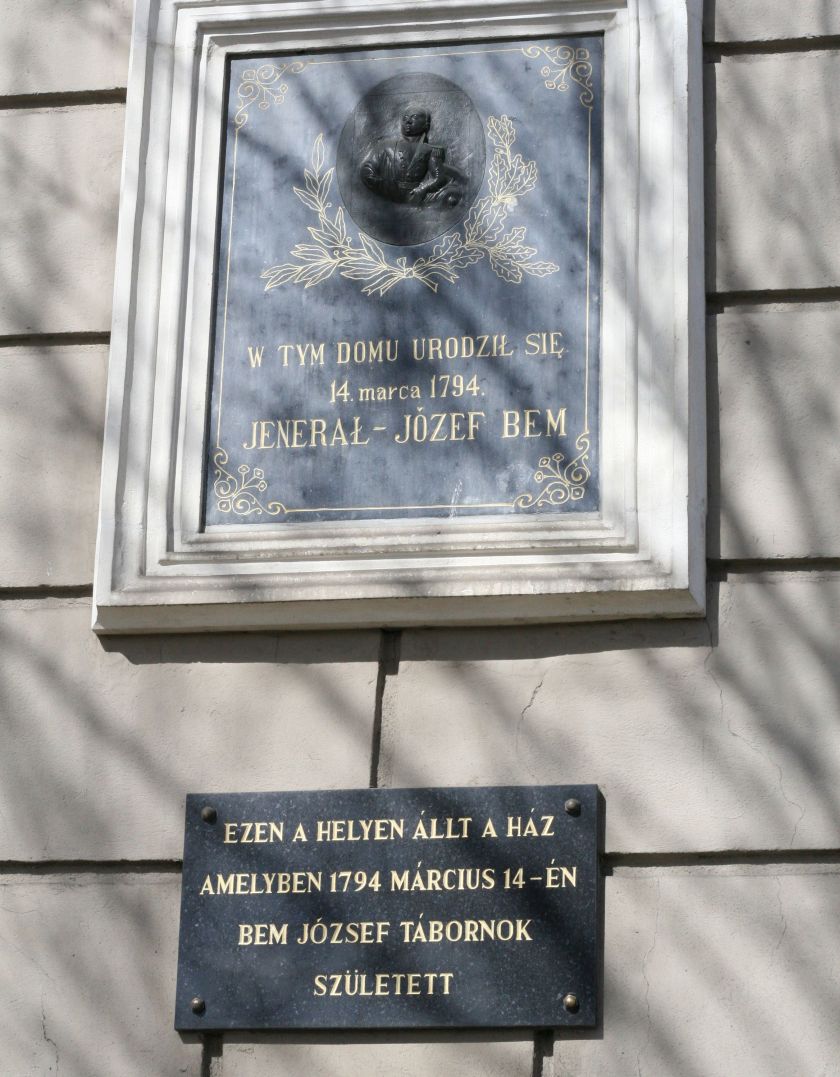 W TYM DOMU URODZIŁ SIĘ
14. marca 1794.
JENERAŁ-JÓZEF BEM
EZEN A HELYEN ÁLLT A HÁZ
AMELYBEN 1794 MÁRCIUS 14-ÉN
BEM JÓZSEF TÁBORNOK
SZÜLETETT